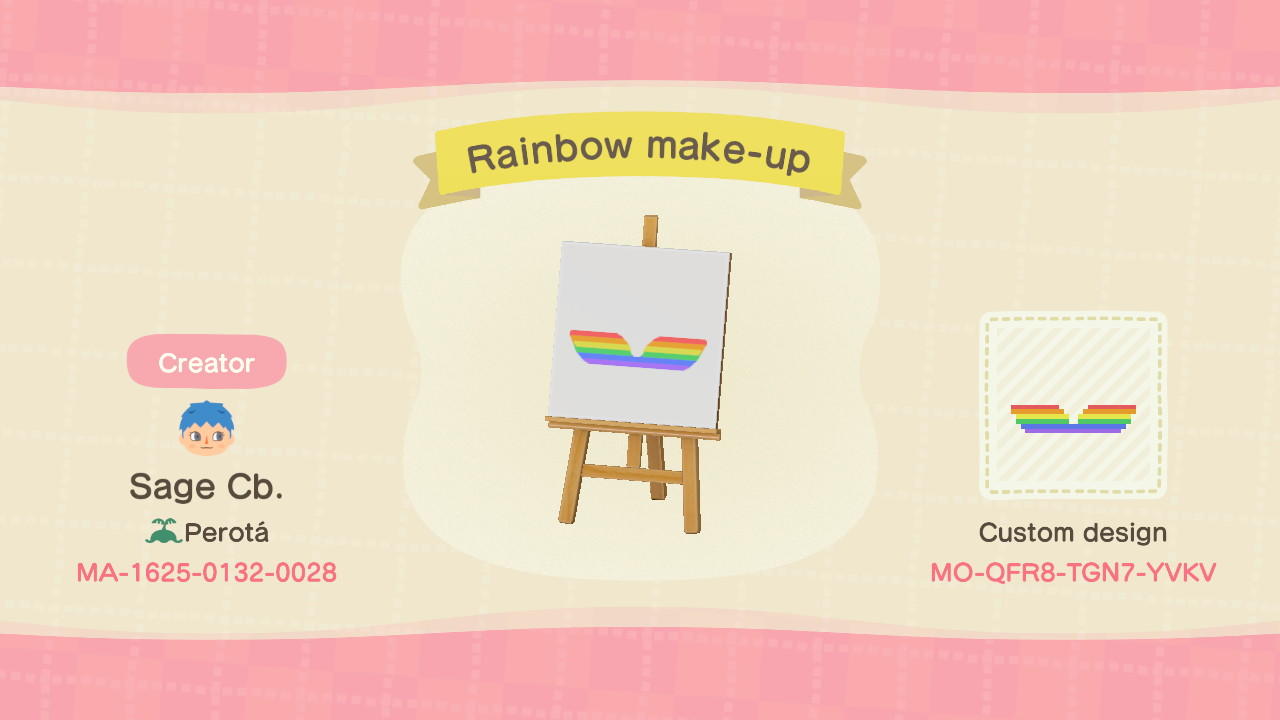 Rainbow make-up
Creator
Sage Cb.
Perotá
MA-1625-0132-0028
Custom design
MO-QFR8-TGN7-YVKV